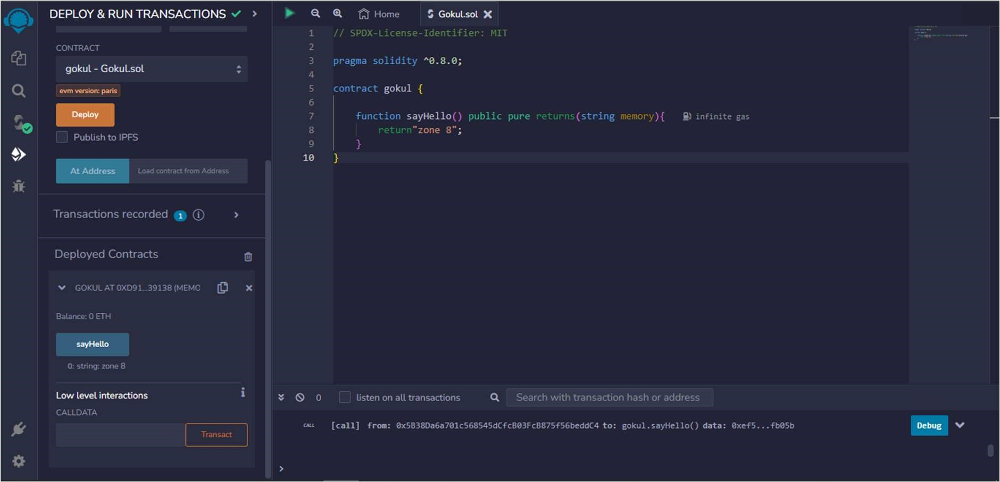 DEPLOY & RUN TRANSACTIONS
CONTRACT
gokul - Gokul.sol
evm version: paris
Deploy
Publish to IPFS
At Address
Load contract from Address
Transactions recorded 1
Deployed Contracts
GOKUL AT 0XD91...39138 (MEMO
Balance: 0 ETH
sayHello
0: string: zone 8
Low level interactions
CALLDATA
Transact
Home
Gokul.sol
1 // SPDX-License-Identifier: MIT
2
3 pragma solidity ^0.8.0;
4
5 contract gokul {
6
7 function sayHello() public pure returns(string memory){ infinite gas
8 return"zone 8";
9 }
10 }
0
listen on all transactions
Search with transaction hash or address
CALL [call] from: 0x5B38Da6a701c568545dCfcB03FcB875f56beddC4 to: gokul.sayHello() data: 0xef5...fb05b
Debug
>